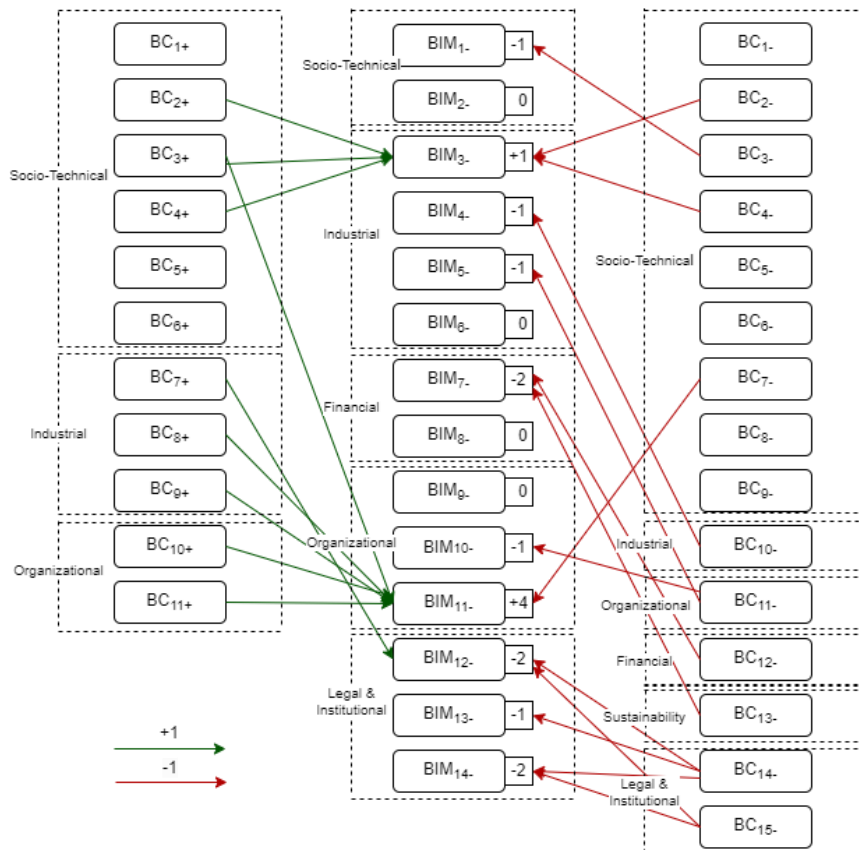 BC1+
BIM1- -1
BC1-
Socio-Technical
BC2+
BIM2- 0
BC2-
BC3+
BIM3- +1
BC3-
Socio-Technical
BC4+
BIM4- -1
BC4-
Industrial
BC5+
BIM5- -1
Socio-Technical
BC5-
BC6+
BIM6- 0
BC6-
BC7+
BIM7- -2
BC7-
Financial
Industrial
BC8+
BIM8- 0
BC8-
BC9+
BIM9- 0
BC9-
Organizational
BC10+
Organizational
BIM10- -1
Industrial
BC10-
BC11+
BIM11- +4
Organizational
BC11-
BIM12- -2
Financial
BC12-
Legal &
Institutional
BIM13- -1
Sustainability
BC13-
+1
-1
BIM14- -2
Legal &
Institutional
BC14-
BC15-